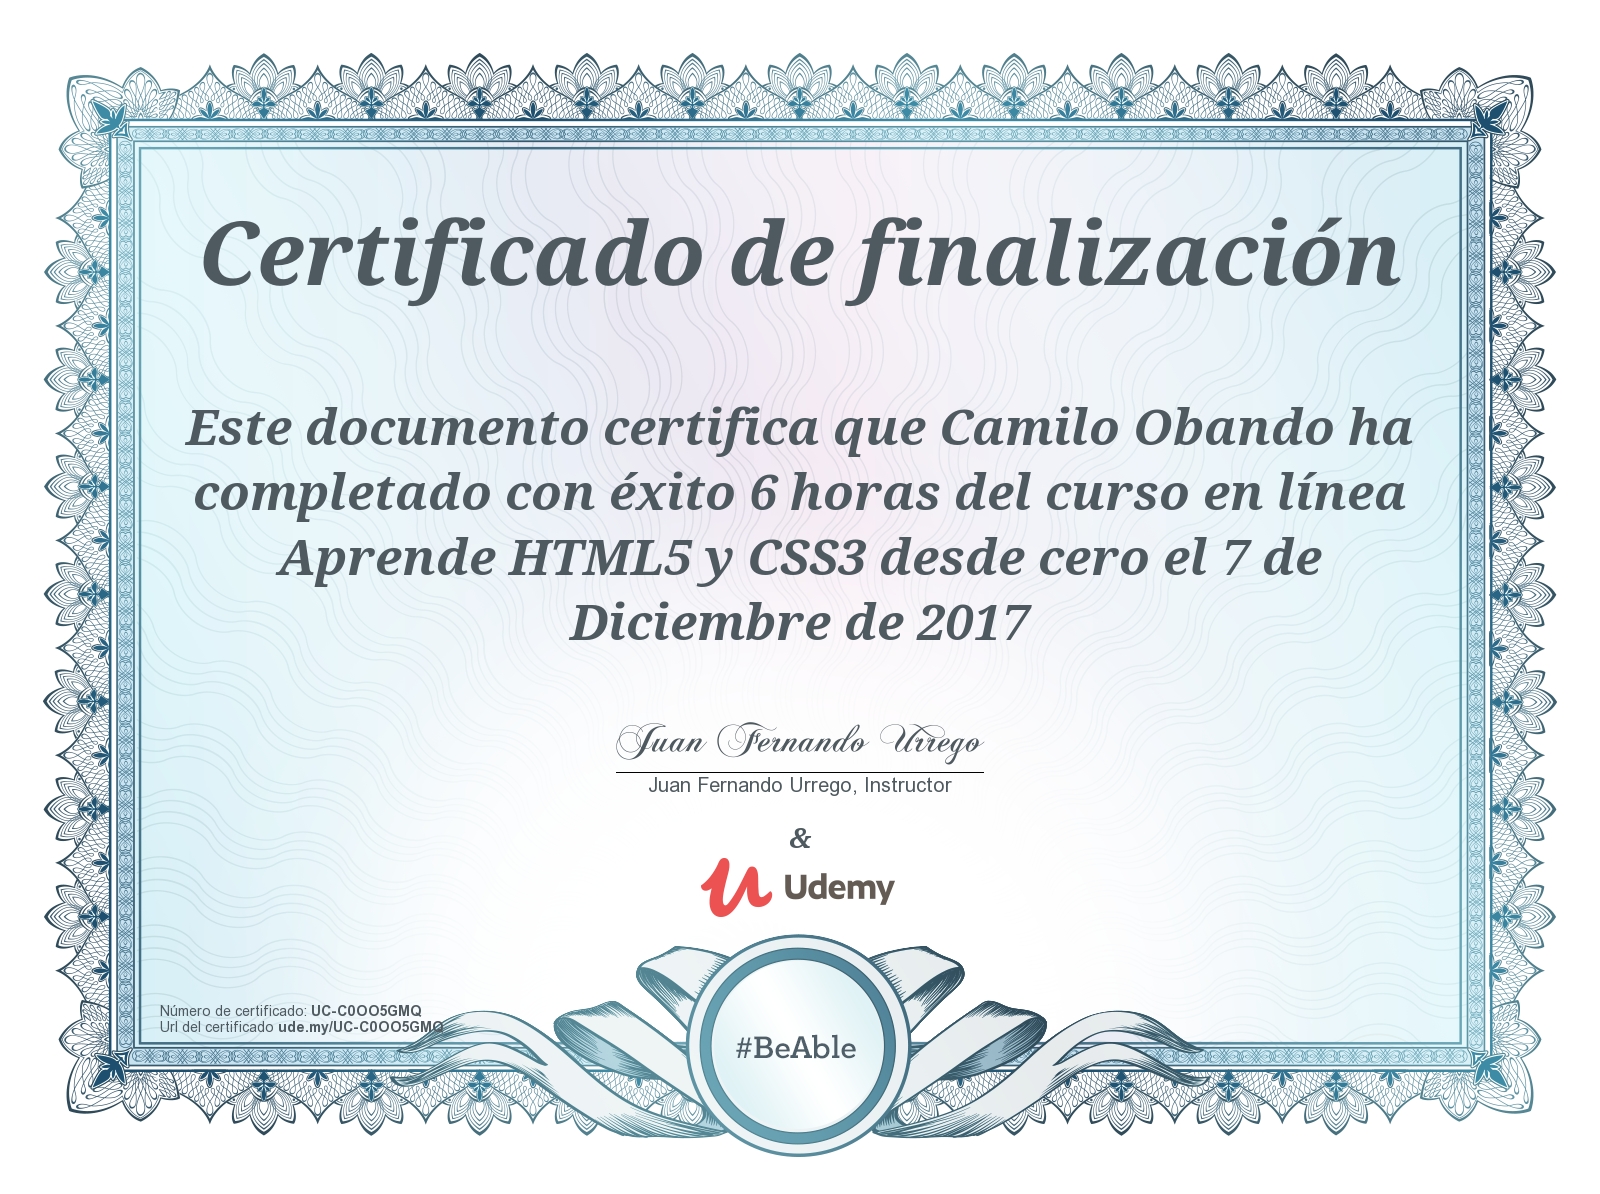 Certificado de finalización
Este documento certifica que Camilo Obando ha
completado con éxito 6 horas del curso en línea
Aprende HTML5 y CSS3 desde cero el 7 de
Diciembre de 2017
Juan Fernando Urrego
Juan Fernando Urrego, Instructor
&
Udemy
Número de certificado: UC-C0OO5GMQ
Url del certificado ude.my/UC-C0OO5GMQ
#BeAble